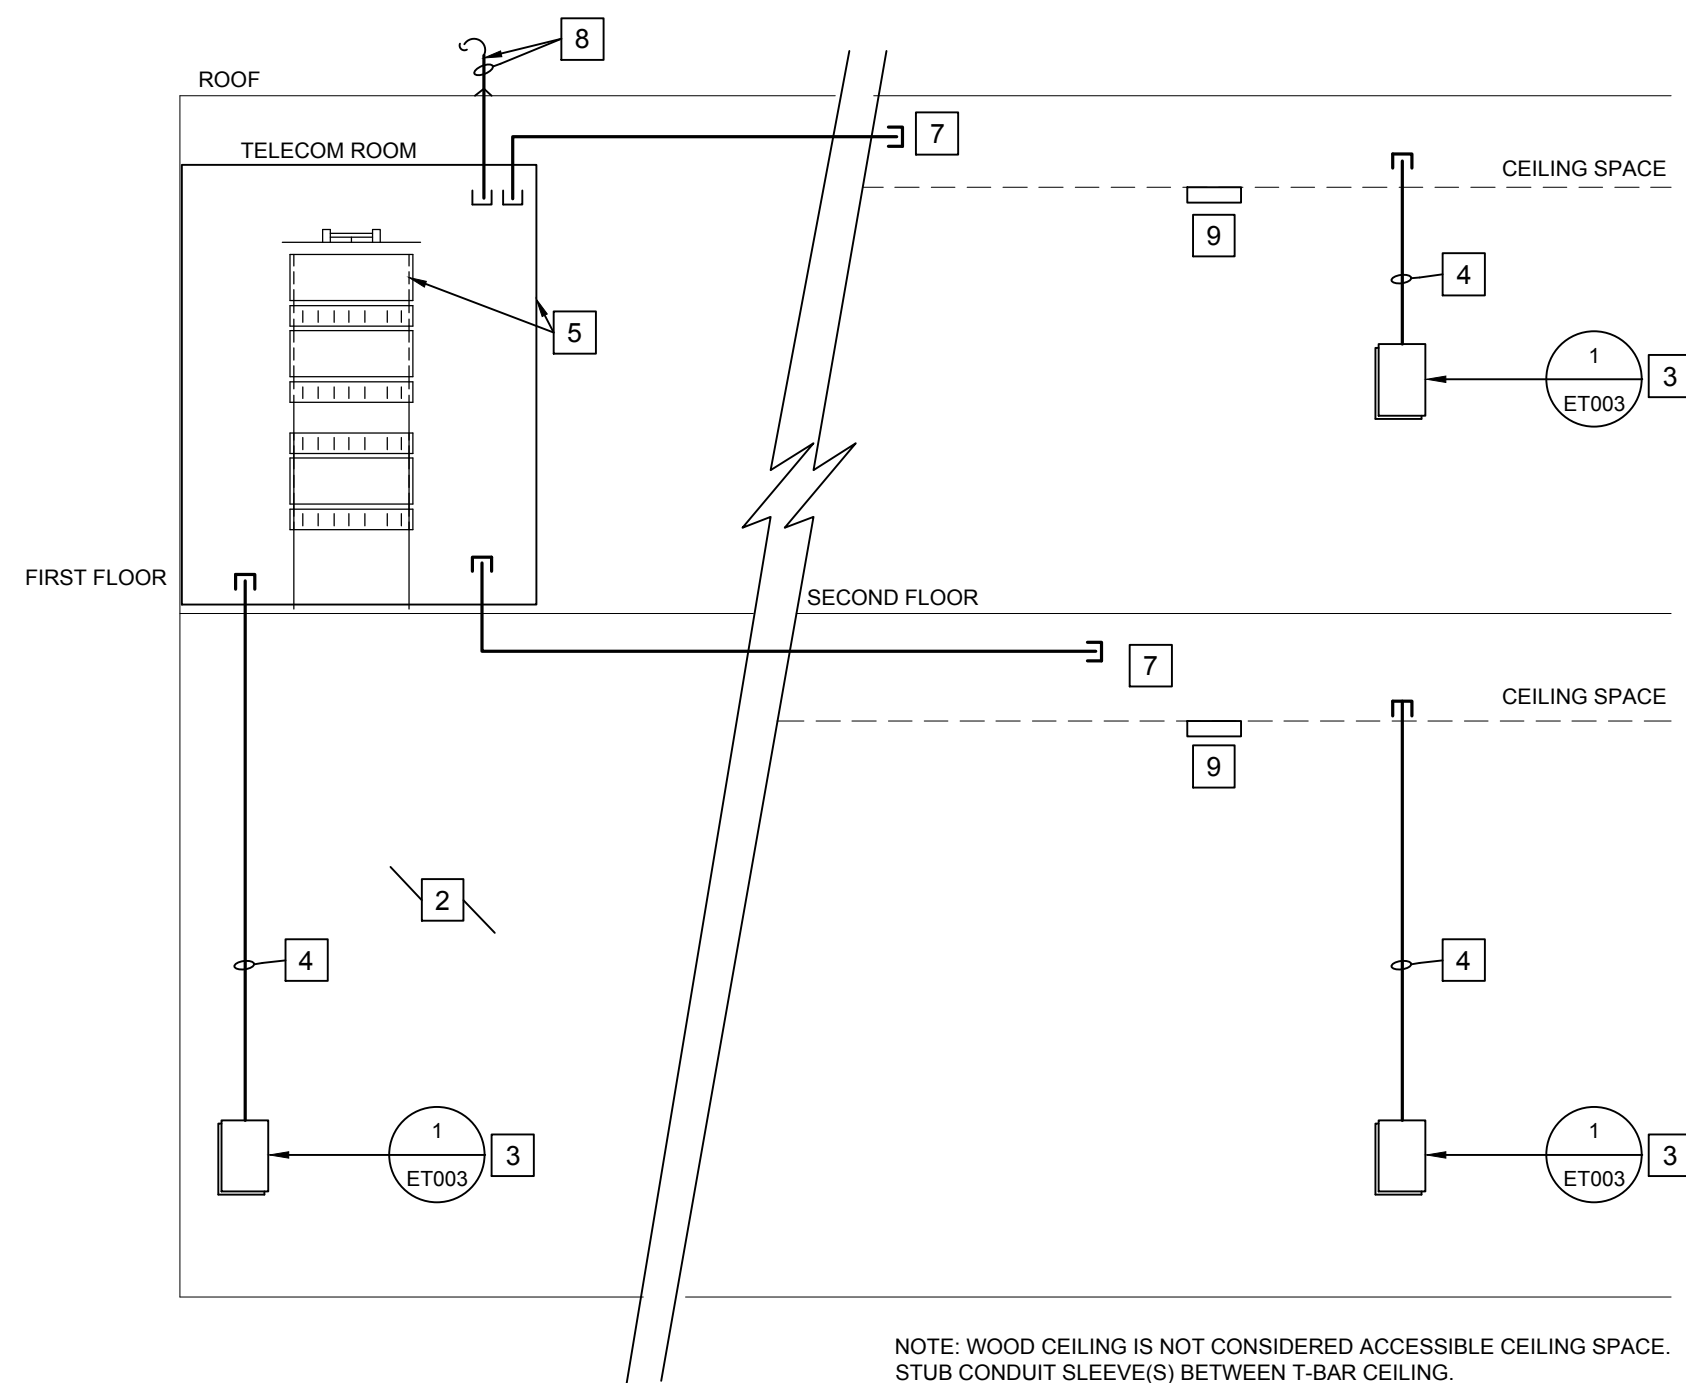 8
ROOF
7
TELECOM ROOM
CEILING SPACE
9
4
5
1
ET003
3
FIRST FLOOR
SECOND FLOOR
7
CEILING SPACE
9
2
4
4
1
ET003
3
1
ET003
3
NOTE: WOOD CEILING IS NOT CONSIDERED ACCESSIBLE CEILING SPACE.
STUB CONDUIT SLEEVE(S) BETWEEN T-BAR CEILING.